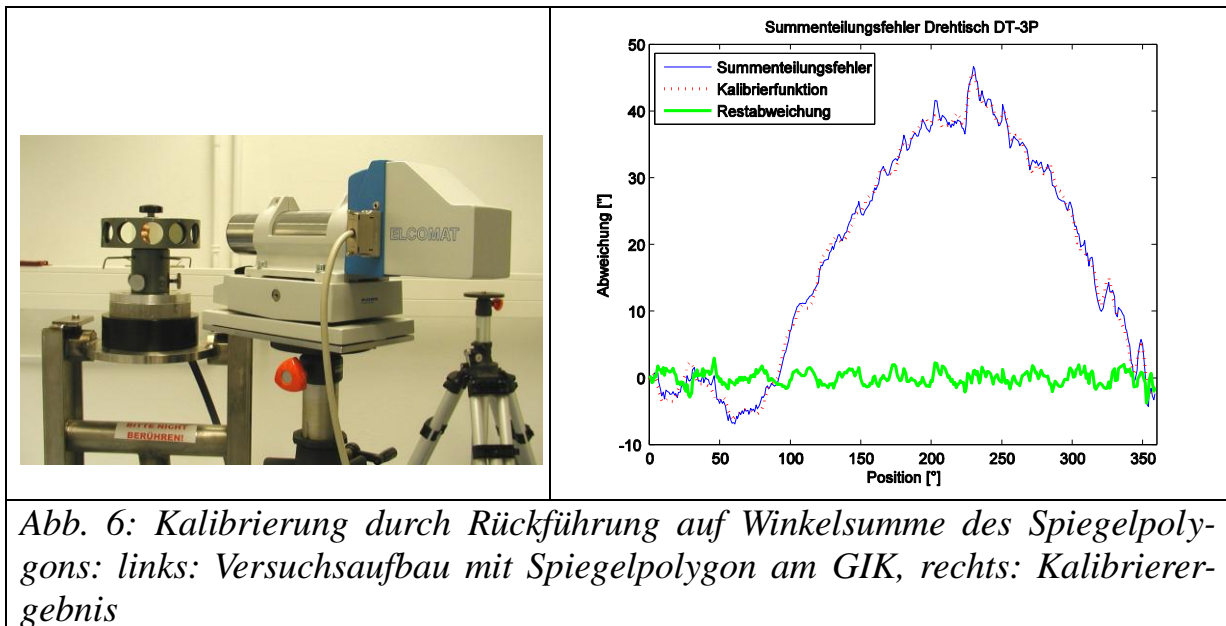 ELCOMAT
BITTE NICHT
BERÜHREN!
Summenteilungsfehler Drehtisch DT-3P
Summenteilungsfehler
Kalibrierfunktion
Restabweichung
Abweichung ["]
50
40
30
20
10
0
-10
0 50 100 150 200 250 300 350
Position [°]
Abb. 6: Kalibrierung durch Rückführung auf Winkelsumme des Spiegelpoly-
gons: links: Versuchsaufbau mit Spiegelpolygon am GIK, rechts: Kalibrierer-
gebnis